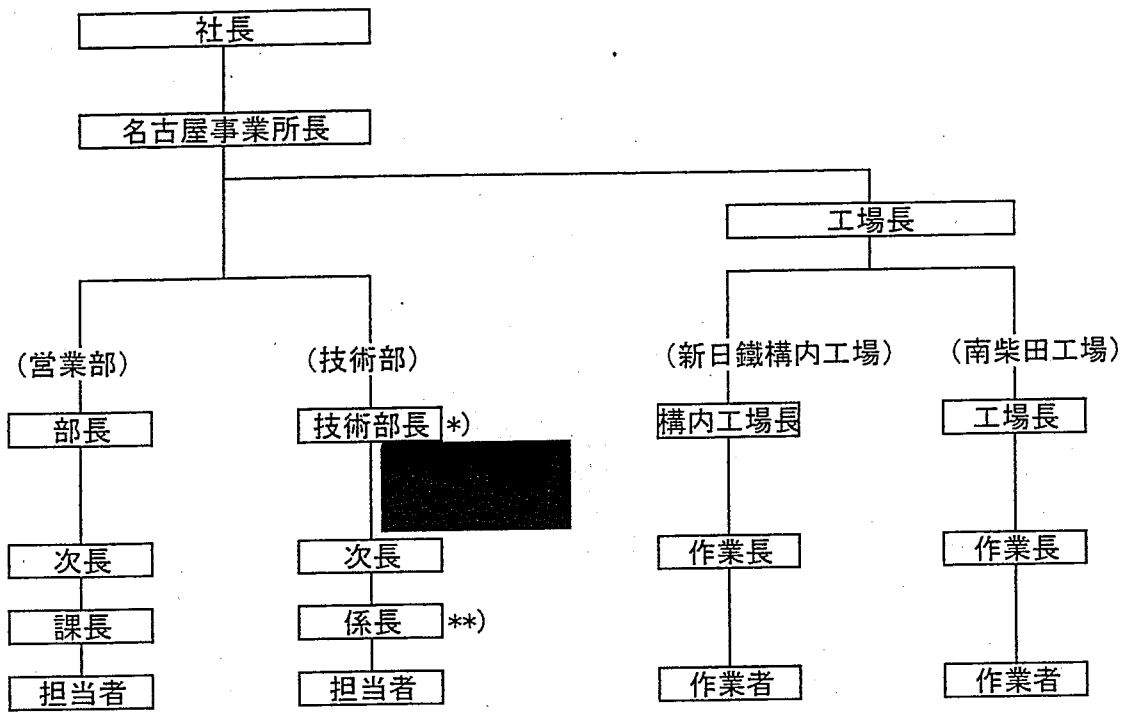 社長
名古屋事業所長
工場長
(営業部)
(技術部)
(新日鐵構内工場)
(南柴田工場)
部長
技術部長 *)
構内工場長
工場長
次長
次長
作業長
作業長
課長
係長 **)
担当者
担当者
作業者
作業者